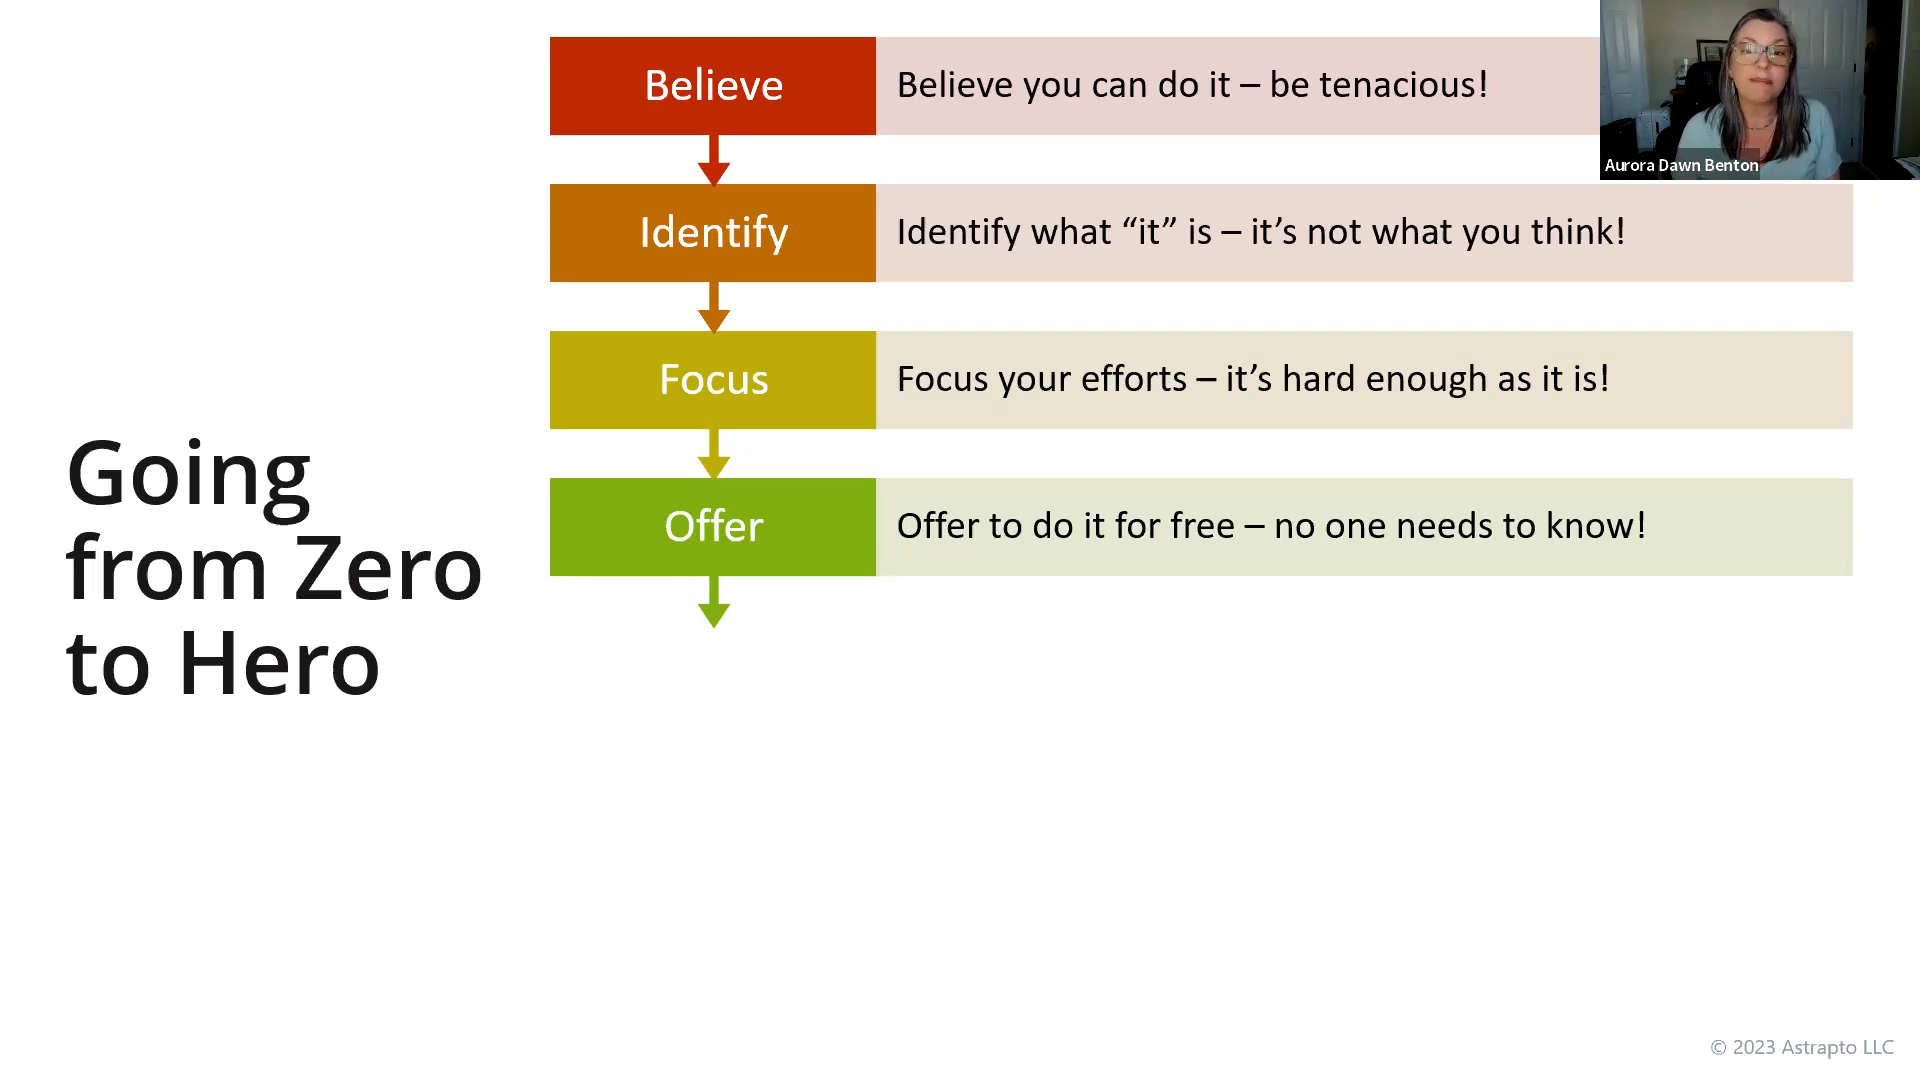 Going
from Zero
to Hero
Believe
Believe you can do it – be tenacious!
Identify
Identify what “it” is – it’s not what you think!
Focus
Focus your efforts – it’s hard enough as it is!
Offer
Offer to do it for free – no one needs to know!
Aurora Dawn Benton
© 2023 Astrapto LLC